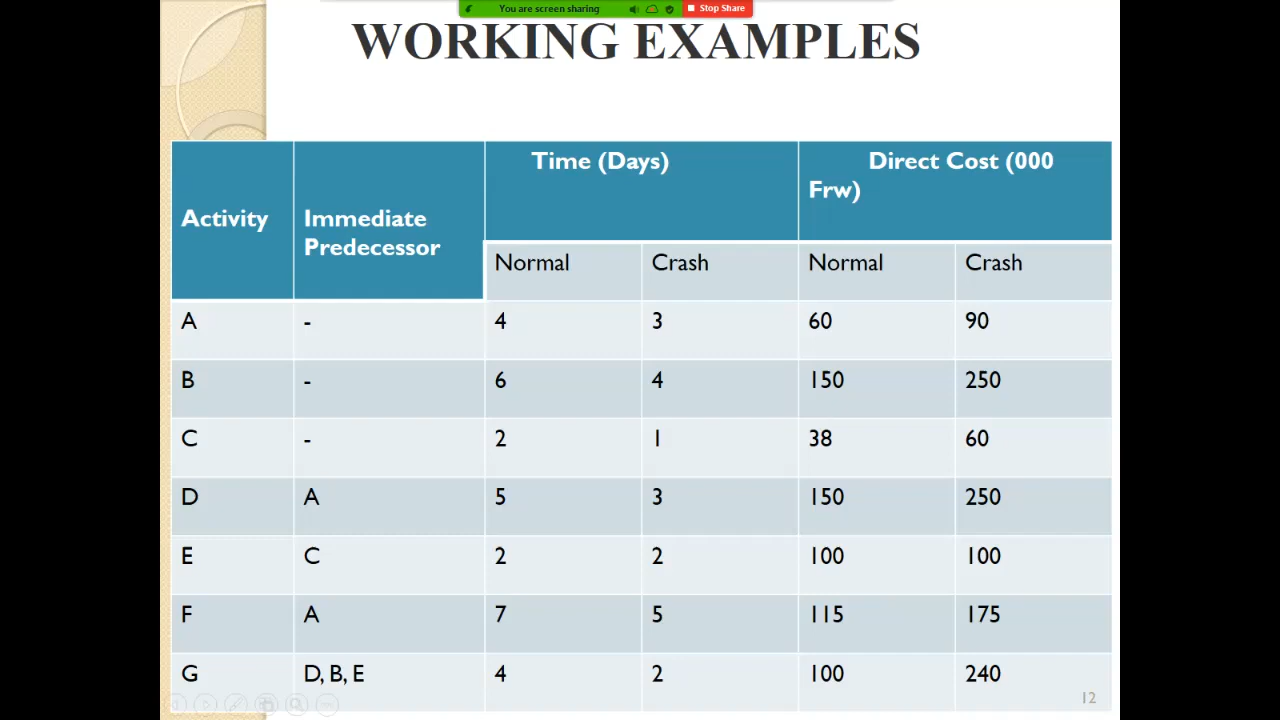 You are screen sharing Stop Share
WORKING EXAMPLES
Activity Immediate Predecessor Time (Days) Direct Cost (000 Frw)
Normal Crash Normal Crash
A - 4 3 60 90
B - 6 4 150 250
C - 2 1 38 60
D A 5 3 150 250
E C 2 2 100 100
F A 7 5 115 175
G D, B, E 4 2 100 240
12